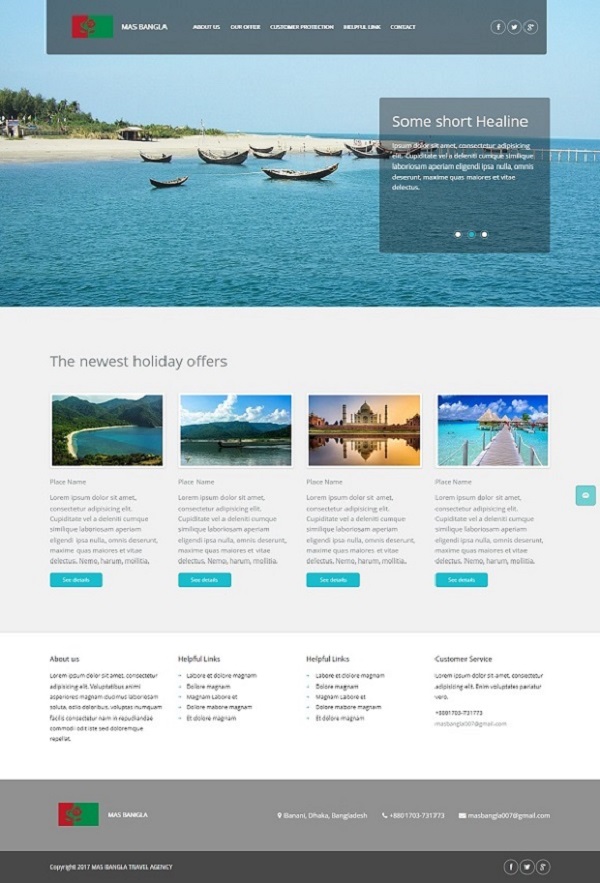 MAS BANGLA
ABOUT US OUR OFFER CUSTOMER PROTECTION HELPFUL LINK CONTACT
Some short Healine
Ipsum dolor sit amet, consectetur adipisicing
elit. Cupiditate vel a deleniti cumque similique
laboriosam aperiam eligendi ipsa nulla, omnis
deserunt, maxime quas maiores et vitae
delectus.
The newest holiday offers
Place Name
Lorem ipsum dolor sit amet,
consectetur adipisicing elit.
Cupiditate vel a deleniti cumque
similique laboriosam aperiam
eligendi ipsa nulla, omnis deserunt,
maxime quas maiores et vitae
delectus. Nemo, harum, mollitia.
See details
Place Name
Lorem ipsum dolor sit amet,
consectetur adipisicing elit.
Cupiditate vel a deleniti cumque
similique laboriosam aperiam
eligendi ipsa nulla, omnis deserunt,
maxime quas maiores et vitae
delectus. Nemo, harum, mollitia.
See details
Place Name
Lorem ipsum dolor sit amet,
consectetur adipisicing elit.
Cupiditate vel a deleniti cumque
similique laboriosam aperiam
eligendi ipsa nulla, omnis deserunt,
maxime quas maiores et vitae
delectus. Nemo, harum, mollitia.
See details
Place Name
Lorem ipsum dolor sit amet,
consectetur adipisicing elit.
Cupiditate vel a deleniti cumque
similique laboriosam aperiam
eligendi ipsa nulla, omnis deserunt,
maxime quas maiores et vitae
delectus. Nemo, harum, mollitia.
See details
About us
Lorem ipsum dolor sit amet, consectetur
adipisicing elit. Voluptatibus animi
asperiores magnam ducimus laboriosam
soluta, odio doloribus, voluptas numquam
facilis consectetur nam in repudiandae
commodi odit iste sed doloremque
repellat.
Helpful Links
Labore et dolore magnam
Dolore magnam
Magnam Labore et
Dolore mabore magnam
Et dolore magnam
Helpful Links
Labore et dolore magnam
Dolore magnam
Magnam Labore et
Dolore mabore magnam
Et dolore magnam
Customer Service
Lorem ipsum dolor sit amet, consectetur
adipisicing elit. Enim voluptates pariatur
vero.
+8801703-731773
masbangla007@gmail.com
MAS BANGLA
Banani, Dhaka, Bangladesh +8801703-731773 masbangla007@gmail.com
Copyright 2017 MAS BANGLA TRAVEL AGENCY